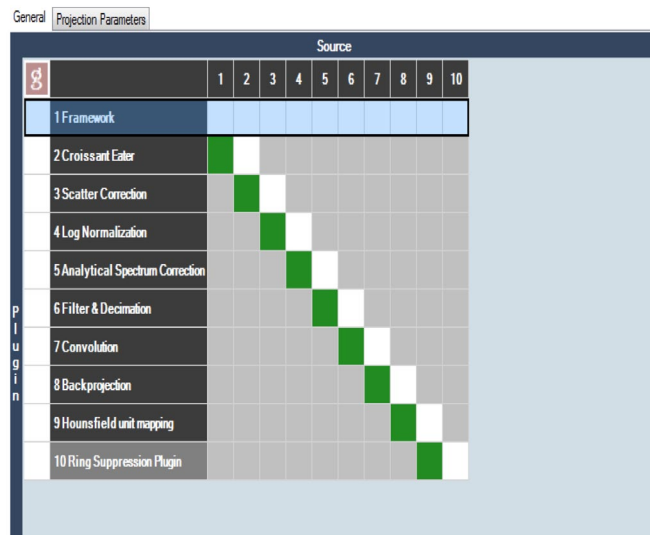 General Projection Parameters
Source
g 1 2 3 4 5 6 7 8 9 10
1 Framework
2 Croissant Eater
3 Scatter Correction
4 Log Normalization
5 Analytical Spectrum Correction
6 Filter & Decimation
7 Convolution
8 Backprojection
9 Hounsfield unit mapping
10 Ring Suppression Plugin
Plugin